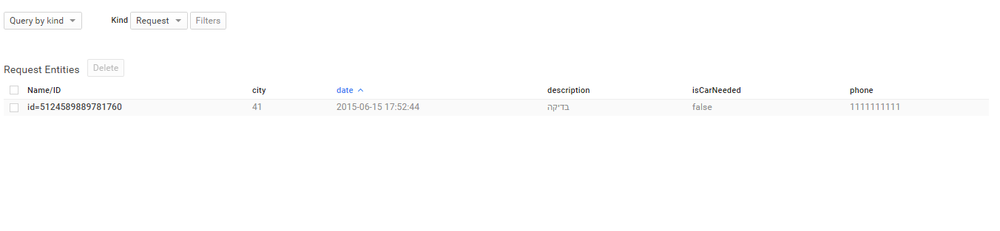 Query by kind Kind Request Filters
Request Entities Delete
Name/ID city date description isCarNeeded phone
id=5124589889781760 41 2015-06-15 17:52:44 בדיקה false 1111111111